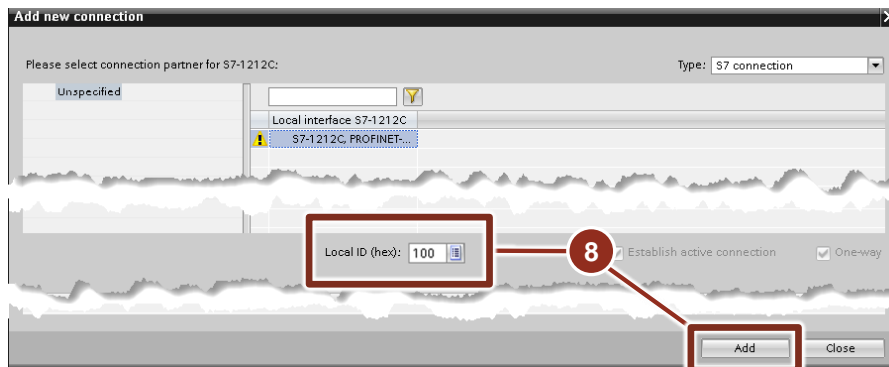 Add new connection
Please select connection partner for S7-1212C:
Type: S7 connection
Unspecified
Local interface S7-1212C
S7-1212C, PROFINET-...
Local ID (hex): 100
8
Establish active connection
One-way
Add
Close